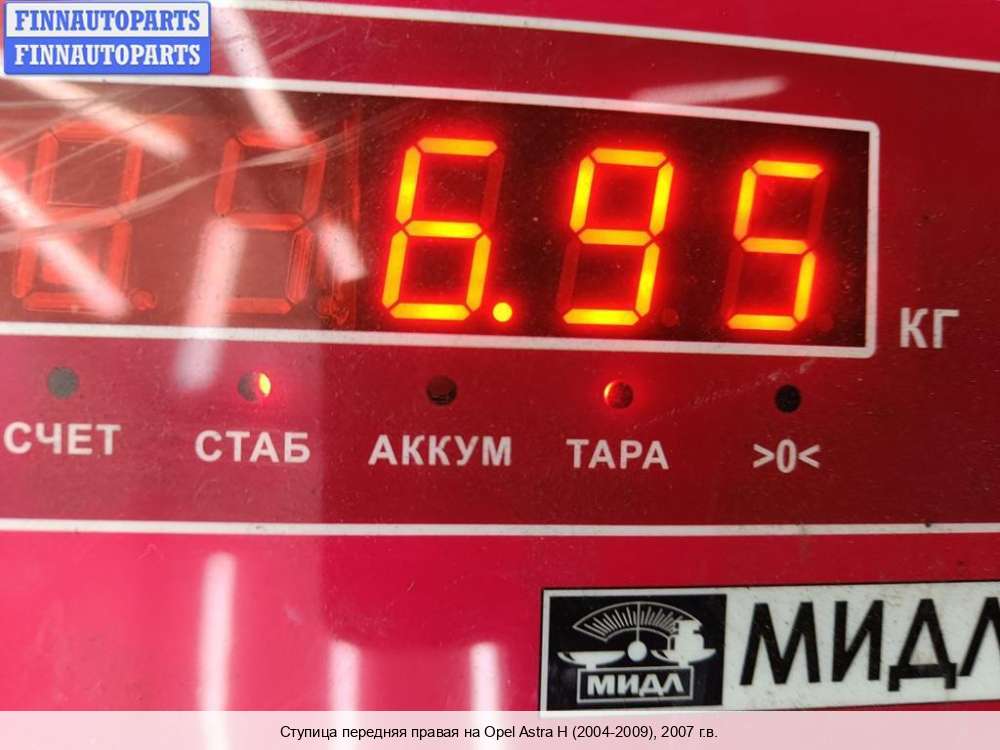 FINNAUTOPARTS
FINNAUTOPARTS
6.95
КГ
СЧЕТ СТАБ АККУМ ТАРА >0<
МИДЛ
МИДЛ
Ступица передняя правая на Opel Astra H (2004-2009), 2007 г.в.